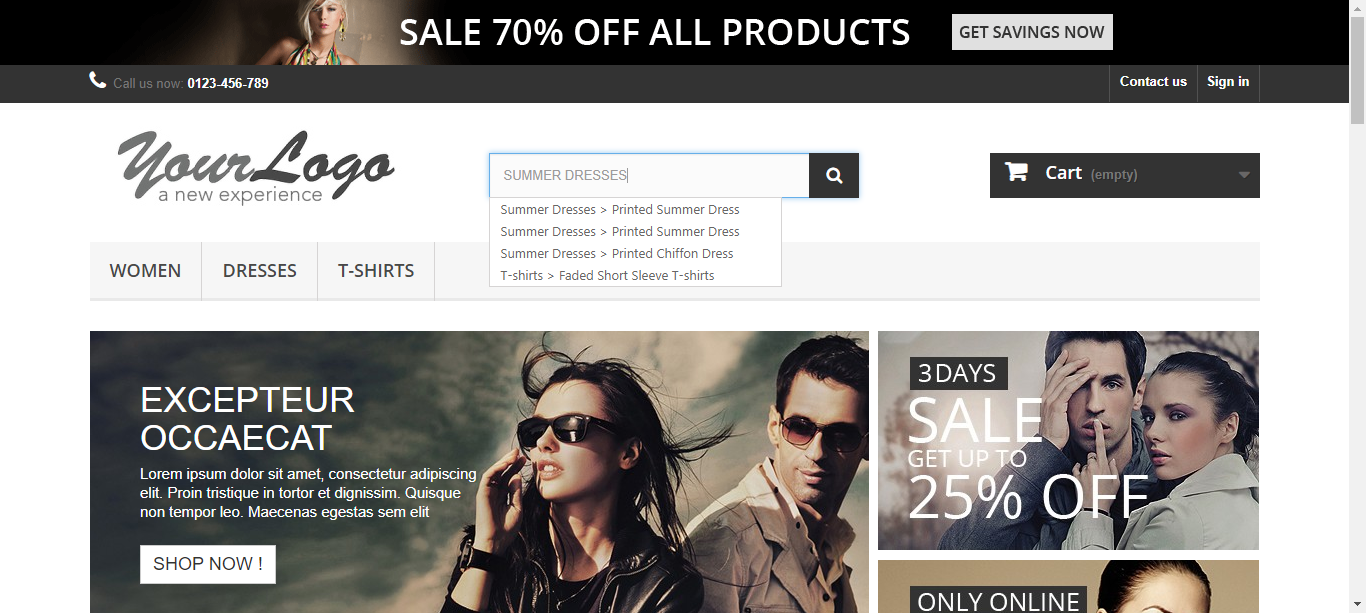 SALE 70% OFF ALL PRODUCTS
GET SAVINGS NOW
Call us now: 0123-456-789
Contact us
Sign in
YourLogo
a new experience
SUMMER DRESSES
Cart (empty)
Summer Dresses > Printed Summer Dress
Summer Dresses > Printed Summer Dress
Summer Dresses > Printed Chiffon Dress
T-shirts > Faded Short Sleeve T-shirts
WOMEN
DRESSES
T-SHIRTS
EXCEPTEUR
OCCAECAT
Lorem ipsum dolor sit amet, consectetur adipiscing
elit. Proin tristique in tortor et dignissim. Quisque
non tempor leo. Maecenas egestas sem elit
SHOP NOW !
3 DAYS
SALE
GET UP TO
25% OFF
ONLY ONLINE